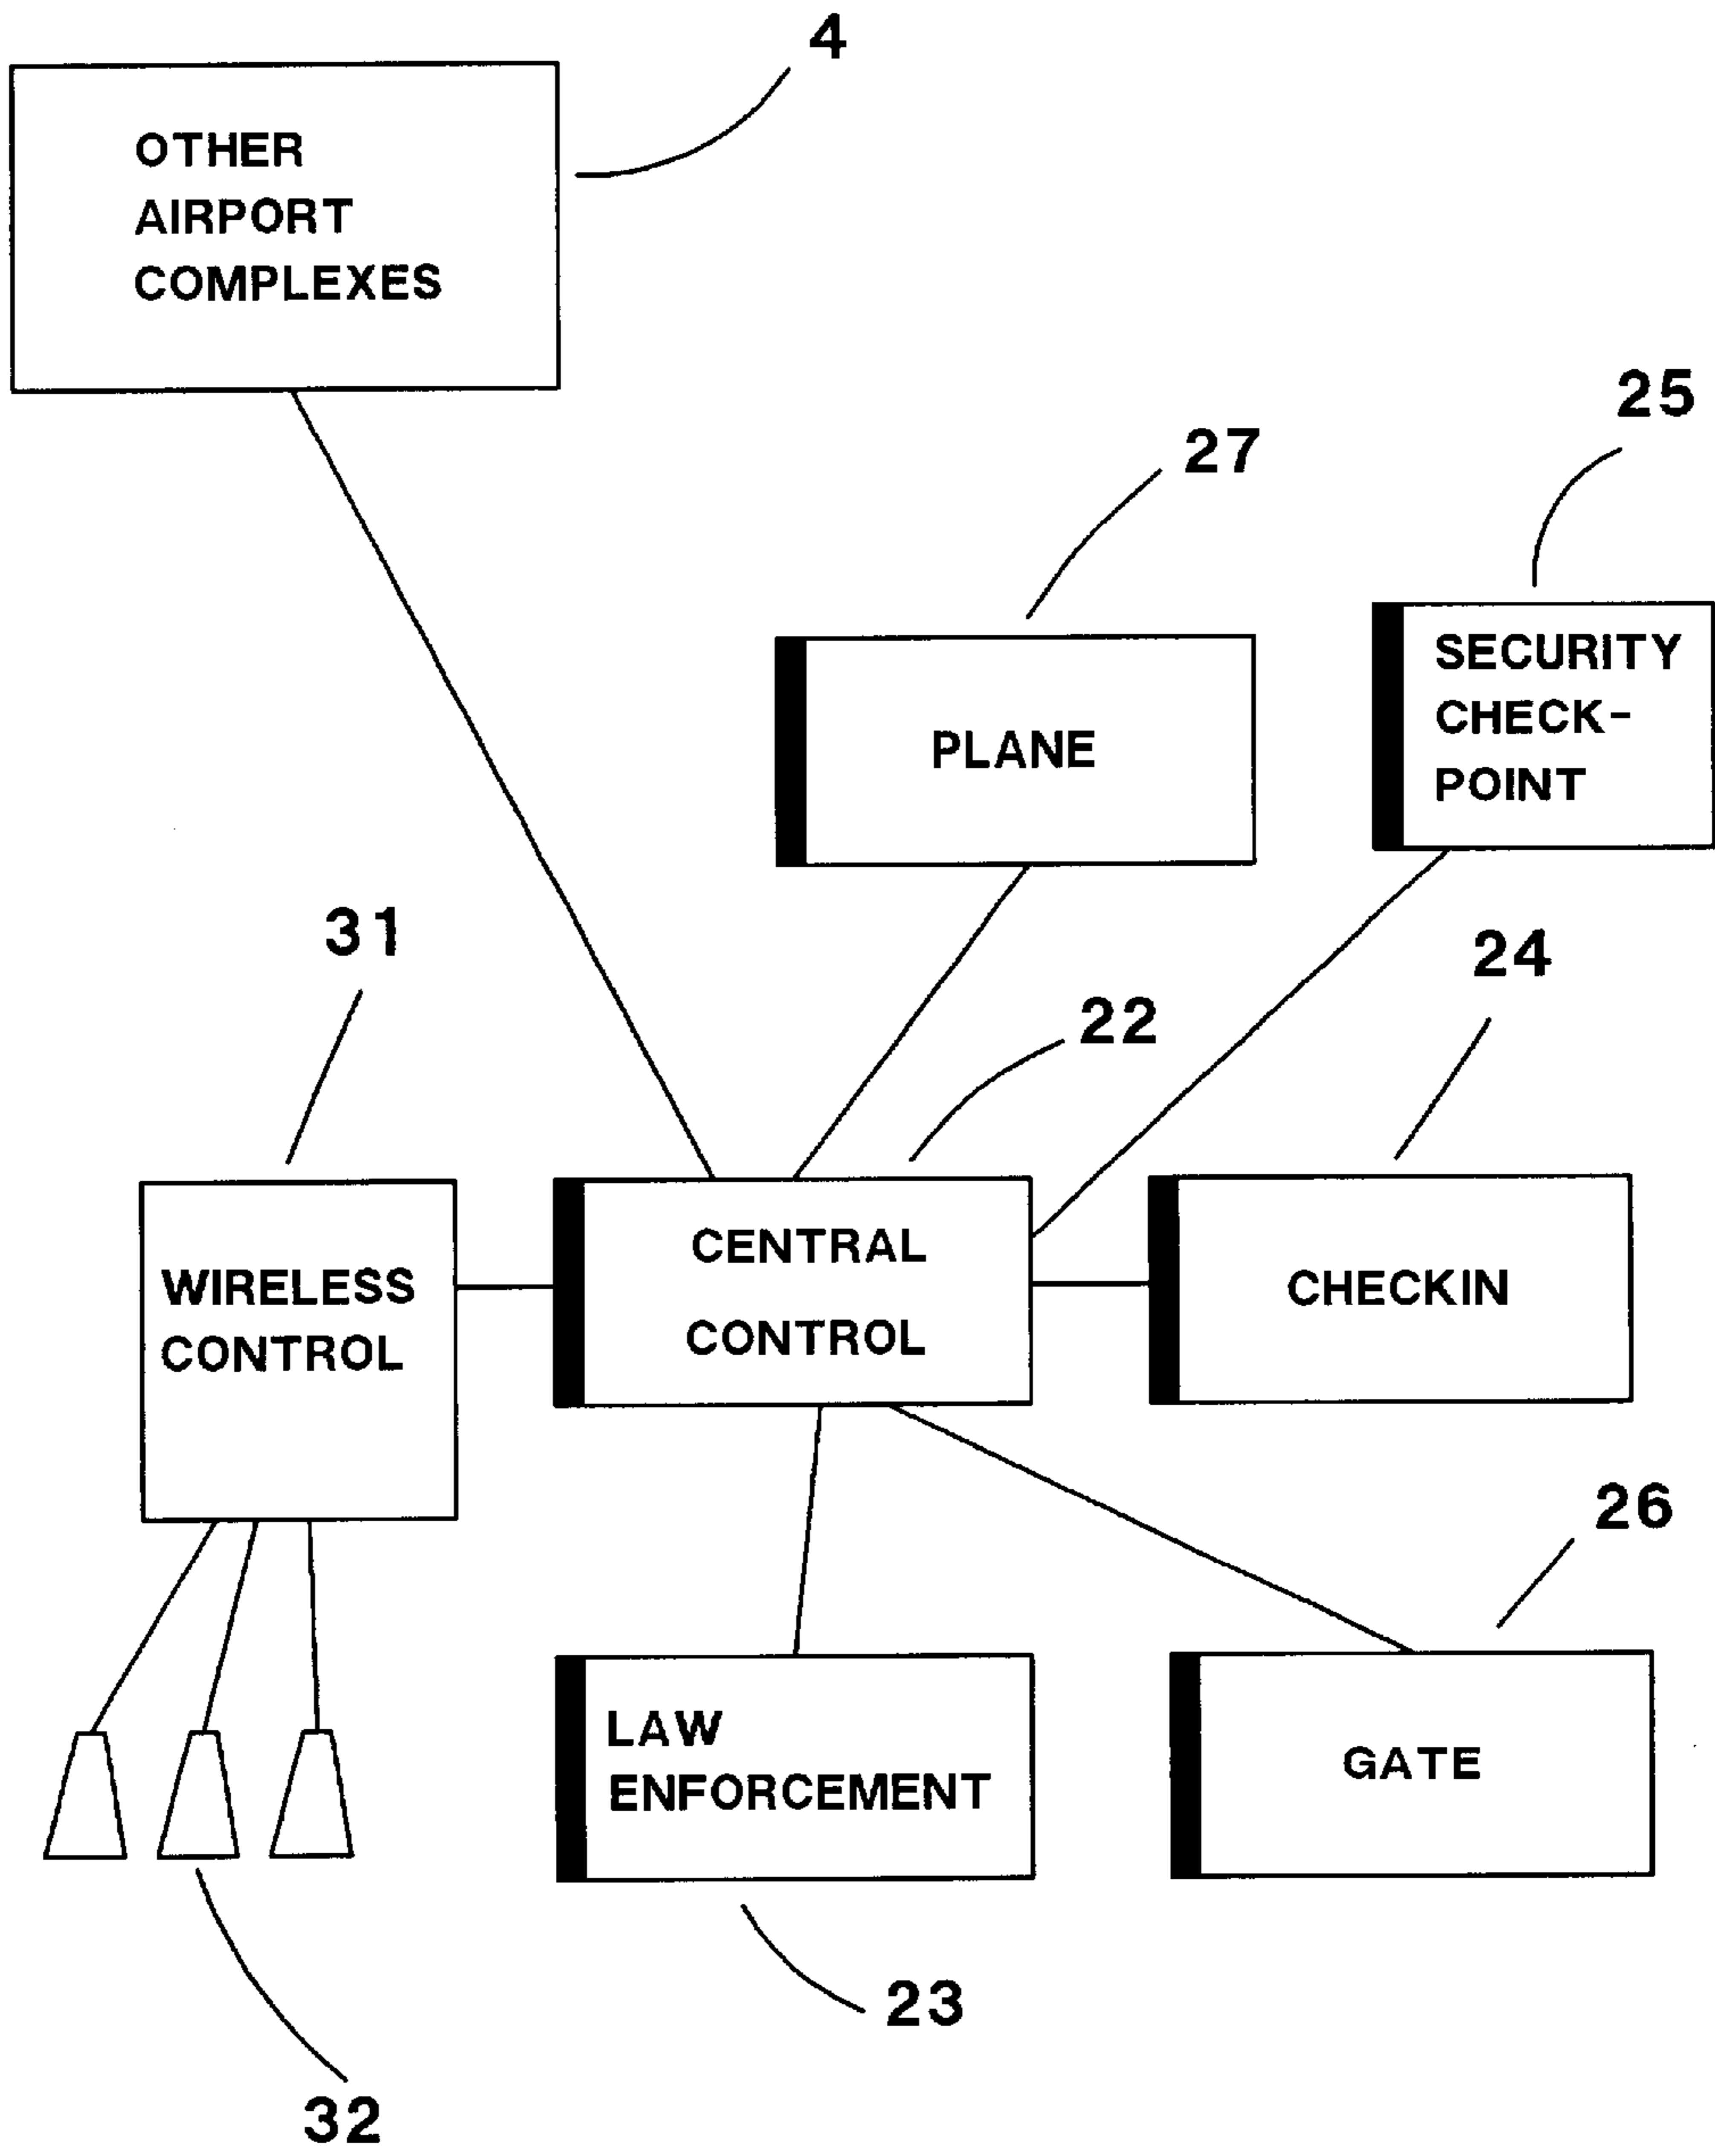 4
OTHER
AIRPORT
COMPLEXES
25
27
SECURITY
CHECK-
POINT
PLANE
31
24
22
CENTRAL
CONTROL
WIRELESS
CONTROL
CHECKIN
26
LAW
ENFORCEMENT
GATE
23
32